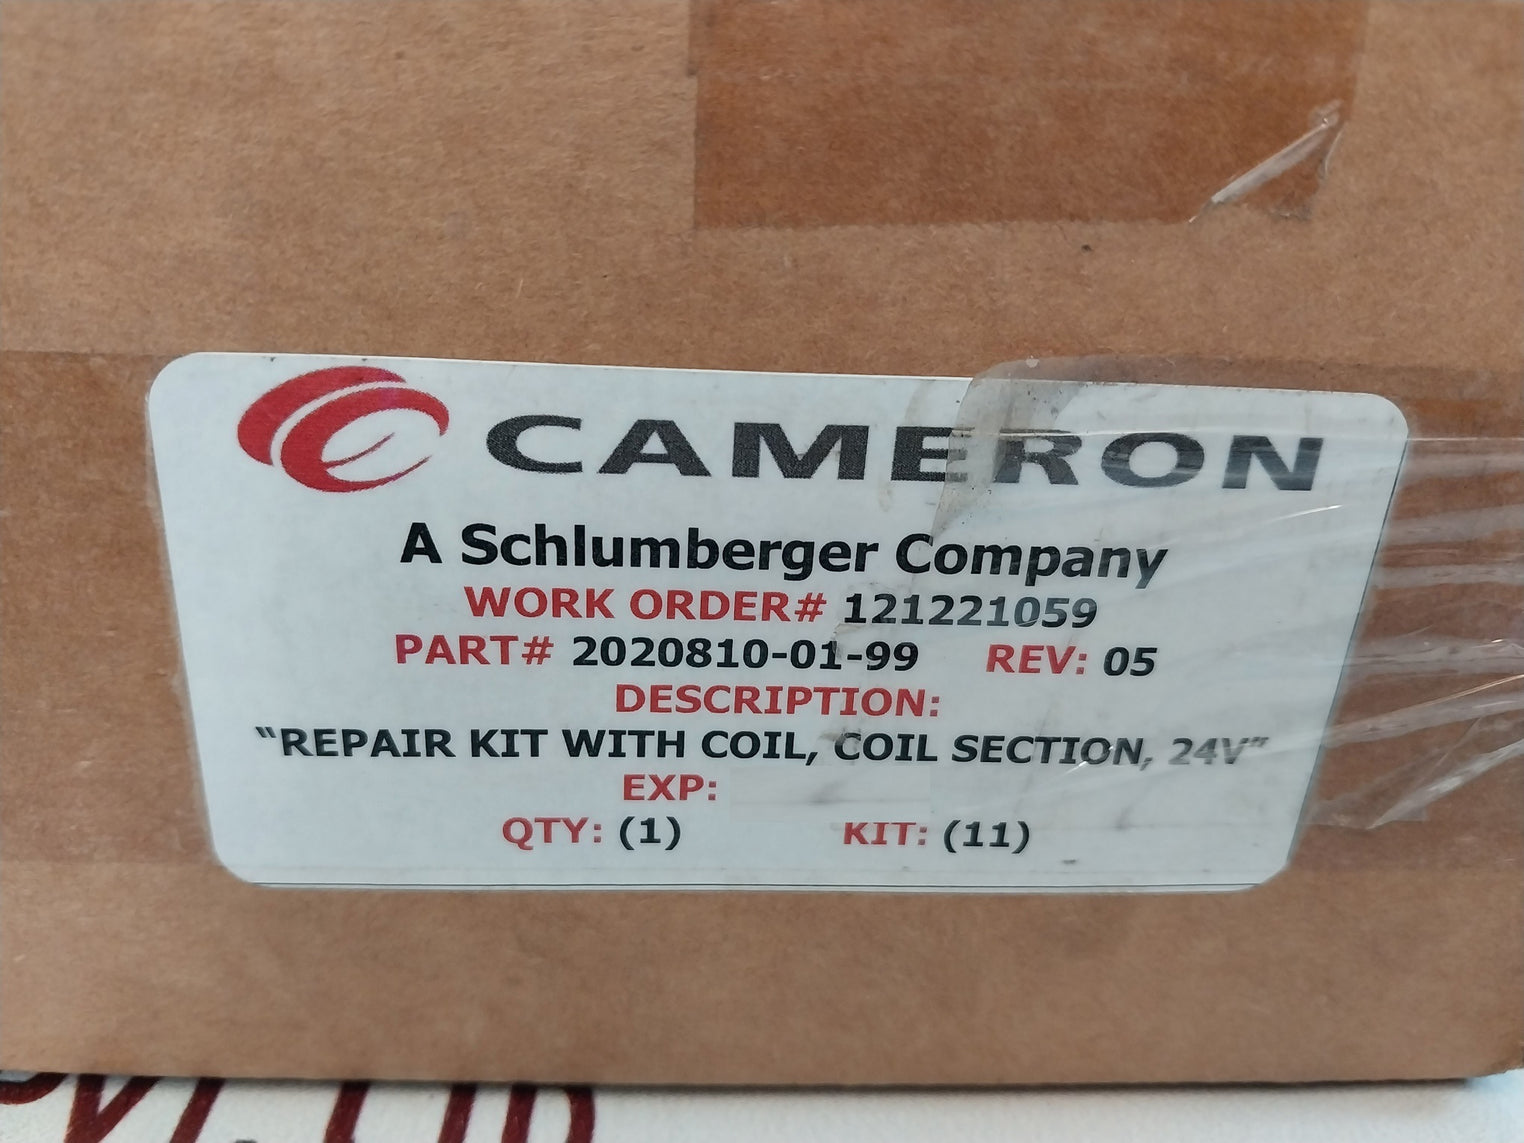 CAMERON
A Schlumberger Company
WORK ORDER# 121221059
PART# 2020810-01-99 REV: 05
DESCRIPTION:
"REPAIR KIT WITH COIL, COIL SECTION, 24V"
EXP:
QTY: (1) KIT: (11)